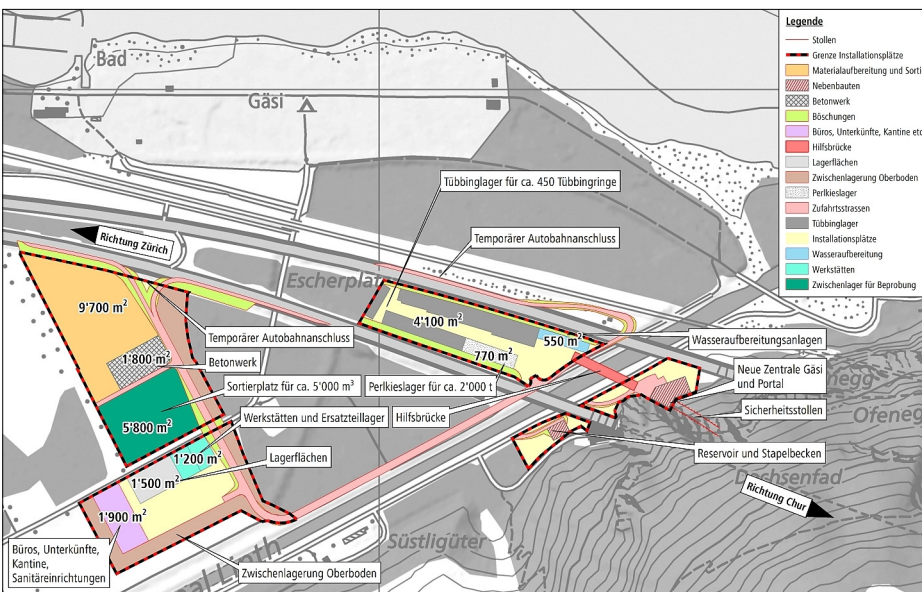 Legende
Stollen
Grenze Installationsplätze
Materialaufbereitung und Sorti
Nebenbauten
Betonwerk
Böschungen
Büros, Unterkünfte, Kantine etc
Hilfsbrücke
Lagerflächen
Zwischenlagerung Oberboden
Perlkieslager
Zufahrtsstrassen
Tübbinglager
Installationsplätze
Wasseraufbereitung
Werkstätten
Zwischenlager für Beprobung
Bad
Gäsi
Tübbinglager für ca. 450 Tübbingringe
Richtung Zürich
Temporärer Autobahnanschluss
Escherplatz
9'700 m²
4'100 m²
550 m²
770 m²
Wasseraufbereitungsanlagen
Temporärer Autobahnanschluss
1'800 m²
Betonwerk
Neue Zentrale Gäsi
und Portal
Sortierplatz für ca. 5'000 m³
Perlkieslager für ca. 2'000 t
Sicherheitsstollen
Hilfsbrücke
Werkstätten und Ersatzteillager
5'800 m²
Reservoir und Stapelbecken
1'200 m²
Lagerflächen
1'500 m²
Richtung Chur
1'900 m²
Süstligüter
Büros, Unterkünfte,
Kantine,
Sanitäreinrichtungen
Zwischenlagerung Oberboden
Linth